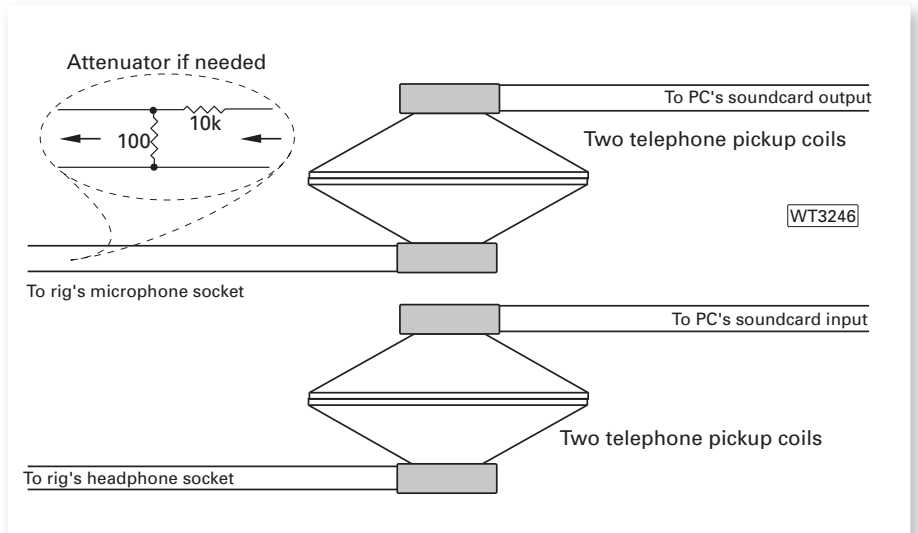 Attenuator if needed
10k
100
To PC's soundcard output
Two telephone pickup coils
WT3246
To rig's microphone socket
To PC's soundcard input
Two telephone pickup coils
To rig's headphone socket